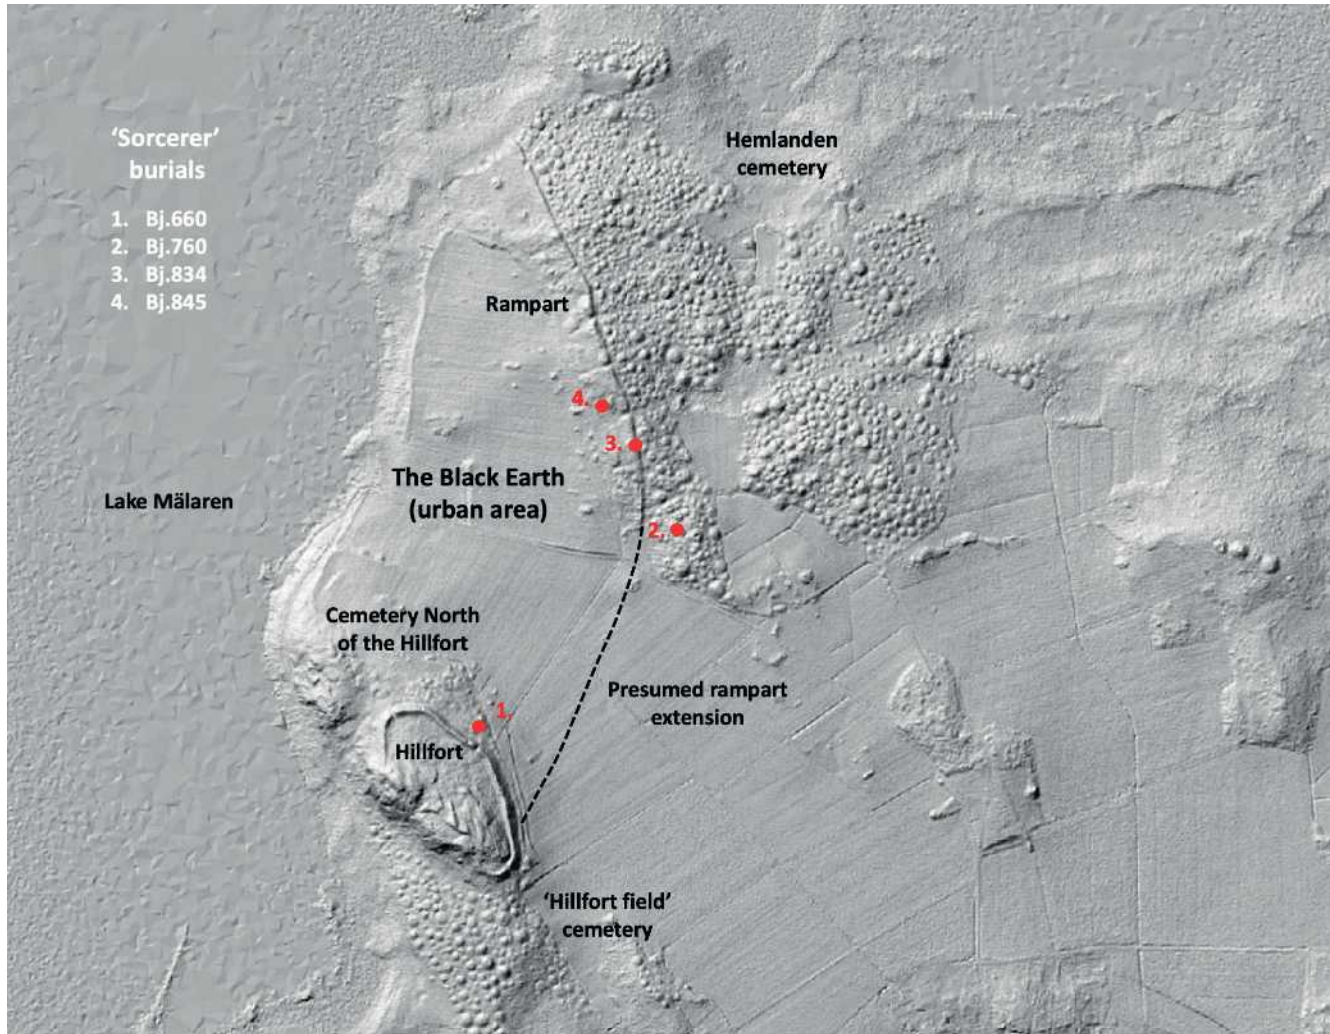 ‘Sorcerer’
burials
1. Bj.660
2. Bj.760
3. Bj.834
4. Bj.845
Hemlanden
cemetery
Rampart
4.
3.
The Black Earth
(urban area)
Lake Mälaren
2.
Cemetery North
of the Hillfort
Presumed rampart
extension
1.
Hillfort
‘Hillfort field’
cemetery